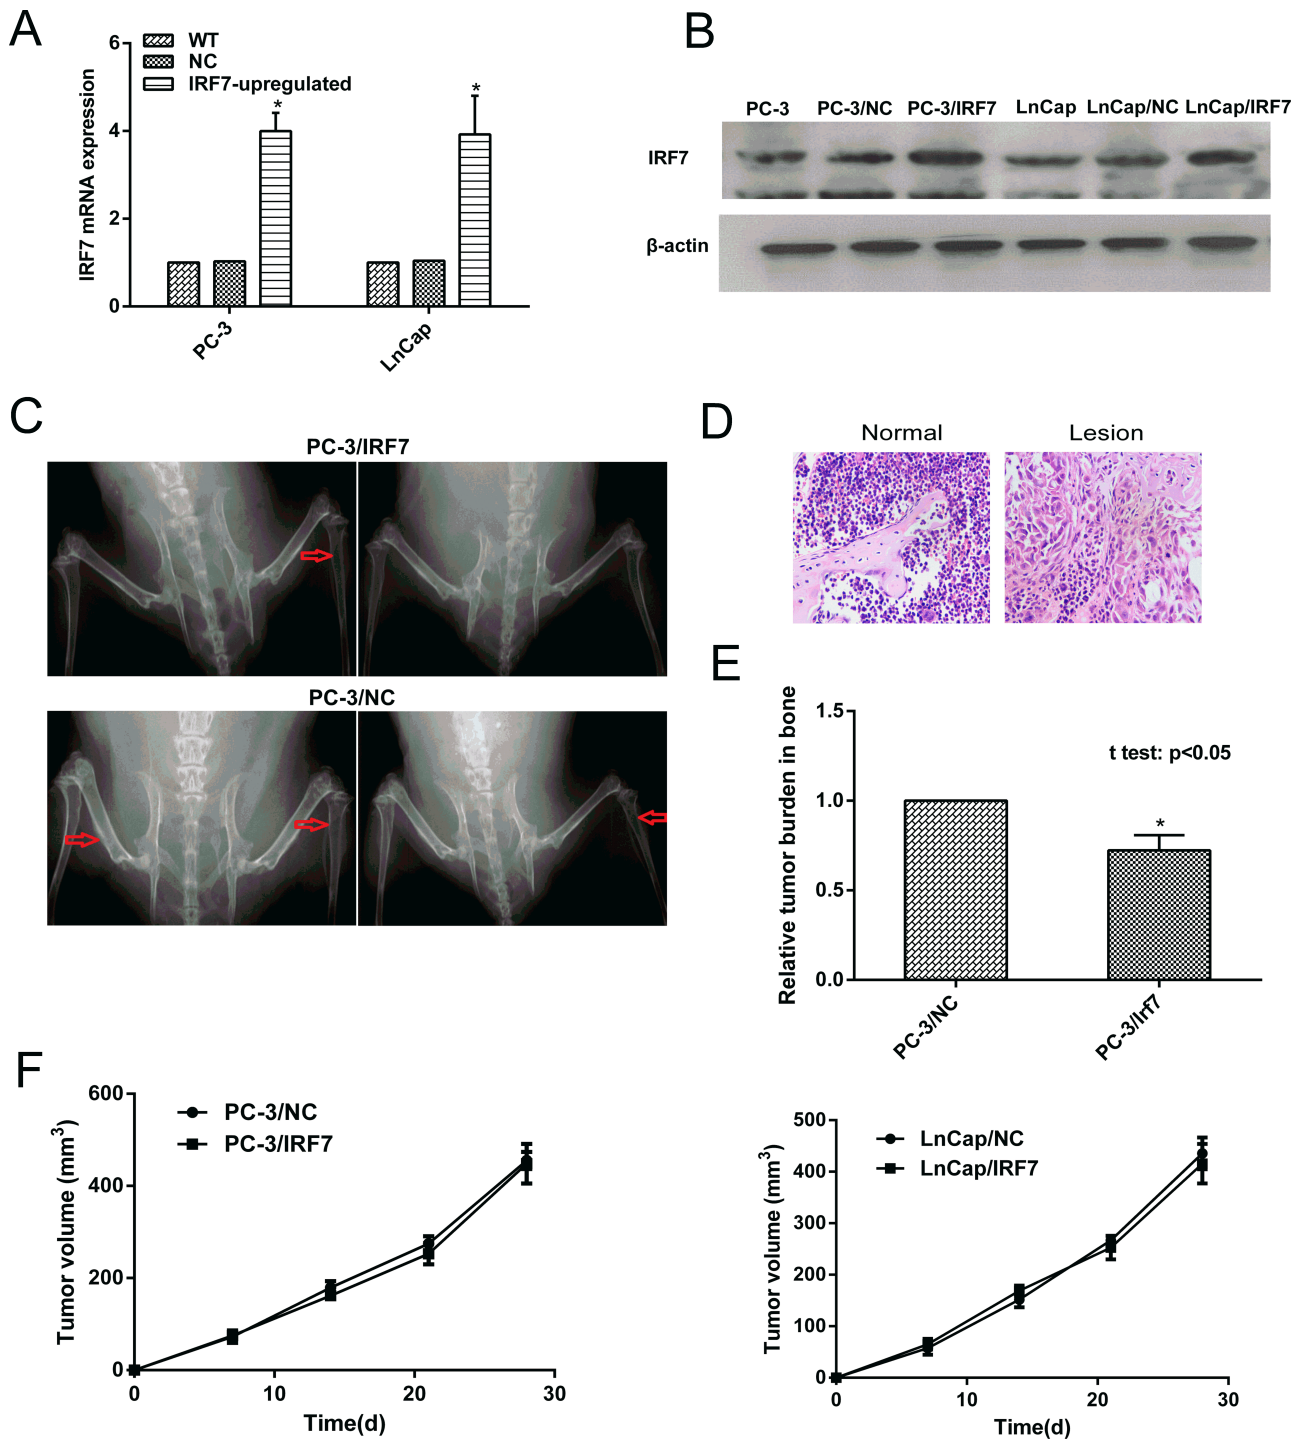 A
6
4
2
0
IRF7 mRNA expression
WT
NC
IRF7-upregulated
*
*
PC-3
LnCap
B
PC-3 PC-3/NC PC-3/IRF7 LnCap LnCap/NC LnCap/IRF7
IRF7
β-actin
C
PC-3/IRF7
PC-3/NC
D
Normal Lesion
E
Relative tumor burden in bone
1.5
1.0
0.5
0.0
t test: p<0.05
*
PC-3/NC
PC-3/Irf7
F
Tumor volume (mm³)
600
400
200
0
PC-3/NC
PC-3/IRF7
0 10 20 30
Time(d)
Tumor volume (mm³)
500
400
300
200
100
0
LnCap/NC
LnCap/IRF7
0 10 20 30
Time(d)